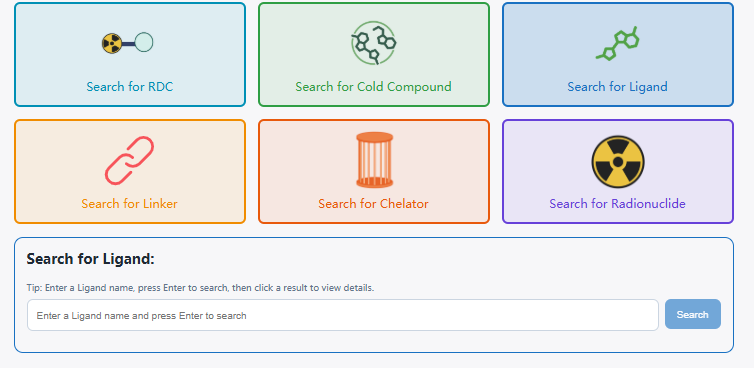 Search for RDC
Search for Cold Compound
Search for Ligand
Search for Linker
Search for Chelator
Search for Radionuclide
Search for Ligand:
Tip: Enter a Ligand name, press Enter to search, then click a result to view details.
Enter a Ligand name and press Enter to search
Search